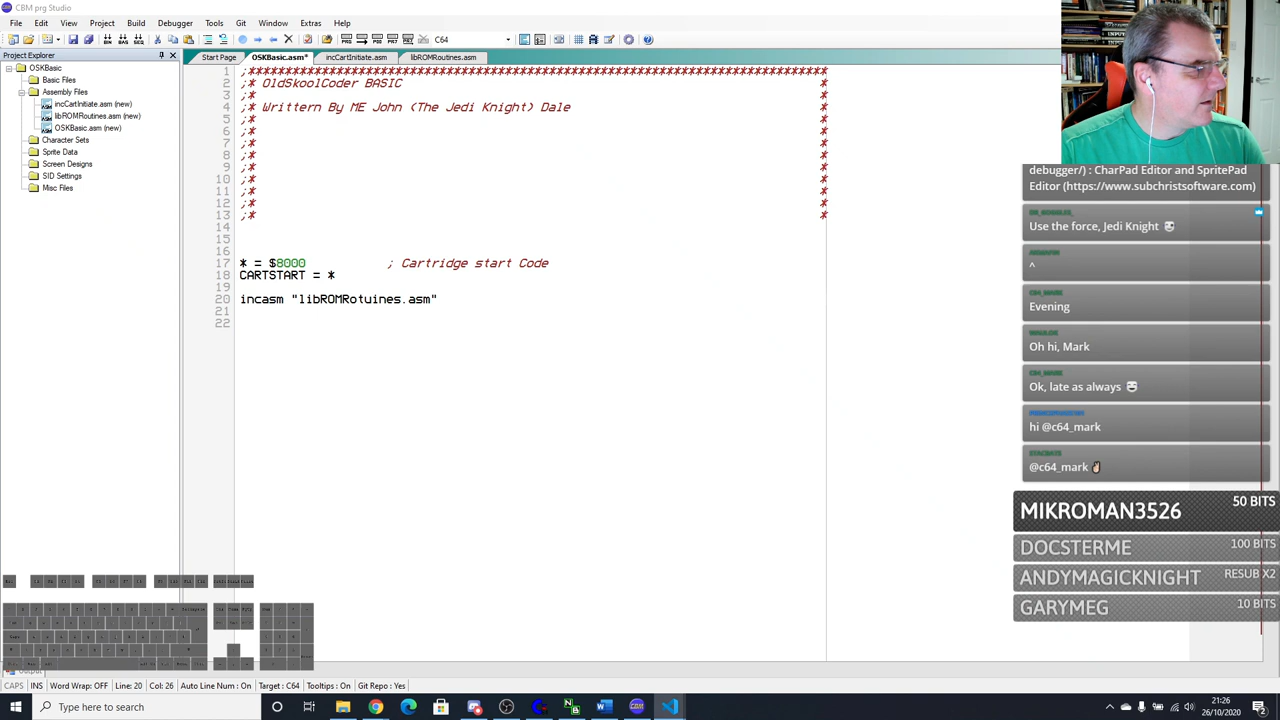 CBM prg Studio
File Edit View Project Build Debugger Tools Git Window Extras Help
BIN BAS SEG
C64
Project Explorer
Start Page OSKBasic.asm* incCartInitiate.asm libROMRoutines.asm
OSKBasic
Basic Files
Assembly Files
incCartInitiate.asm (new)
libROMRoutines.asm (new)
OSKBasic.asm (new)
Character Sets
Sprite Data
Screen Designs
SID Settings
Misc Files
1 ;*******************************************************************************
2 ;* OldSkoolCoder BASIC *
3 ;* *
4 ;* Writtern By ME John (The Jedi Knight) Dale *
5 ;* *
6 ;* *
7 ;* *
8 ;* *
9 ;* *
10 ;* *
11 ;* *
12 ;* *
13 ;* *
14
15
16
17 * = $8000 ; Cartridge start Code
18 CARTSTART = *
19
20 incasm "libROMRotuines.asm"
21
22
debugger/) : CharPad Editor and SpritePad
Editor (https://www.subchristsoftware.com)
Use the force, Jedi Knight
^
Evening
Oh hi, Mark
Ok, late as always
hi @c64_mark
@c64_mark
MIKROMAN3526 50 BITS
DOCSTERME 100 BITS
ANDYMAGICKNIGHT RESUB X2
GARYMEG 10 BITS
Output
CAPS INS Word Wrap: OFF Line: 20 Col: 26 Auto Line Num : On Target : C64 Tooltips : On Git Repo : Yes
Type here to search
21:26
26/10/2020